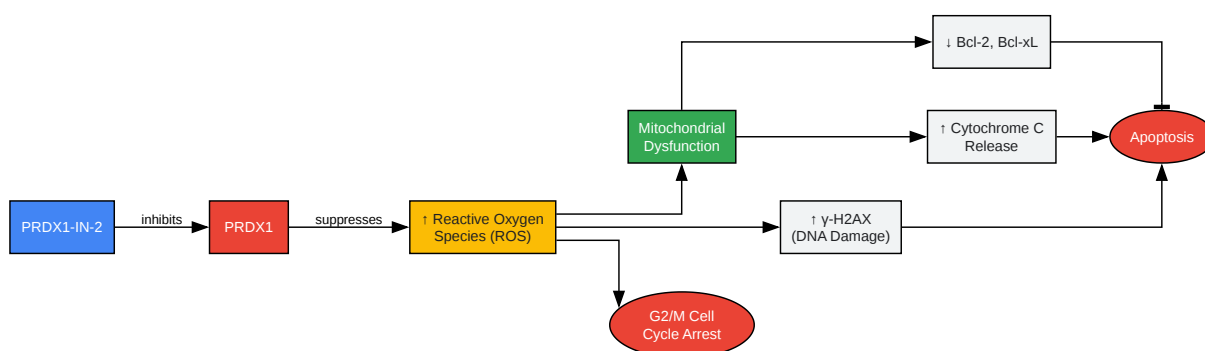 ↓ Bcl-2, Bcl-xL
Mitochondrial
Dysfunction
↑ Cytochrome C
Release
Apoptosis
PRDX1-IN-2
inhibits
PRDX1
suppresses
↑ Reactive Oxygen
Species (ROS)
↑ γ-H2AX
(DNA Damage)
G2/M Cell
Cycle Arrest